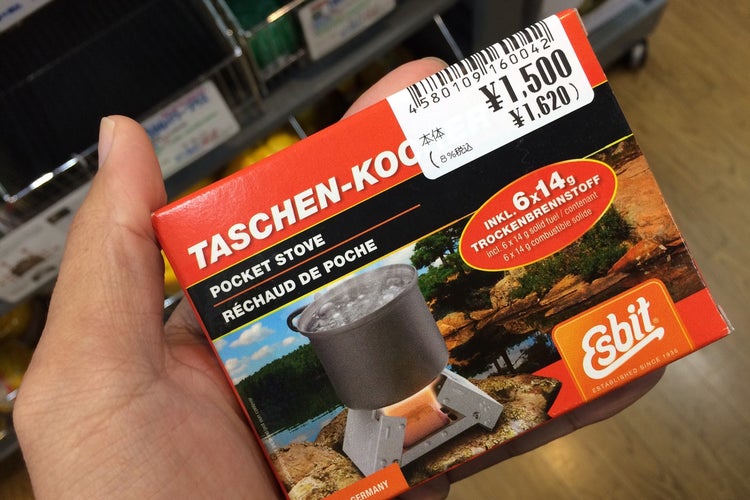 4580109160042
本体
¥1,500
(8%税込
¥1,620)
TASCHEN-KOC
POCKET STOVE
RÉCHAUD DE POCHE
INKL. 6x14g
TROCKENBRENNSTOFF
incl. 6 x 14 g solid fuel / contenant
6 x 14 g combustible solide
Esbit
ESTABLISHED SINCE 1936
GERMANY